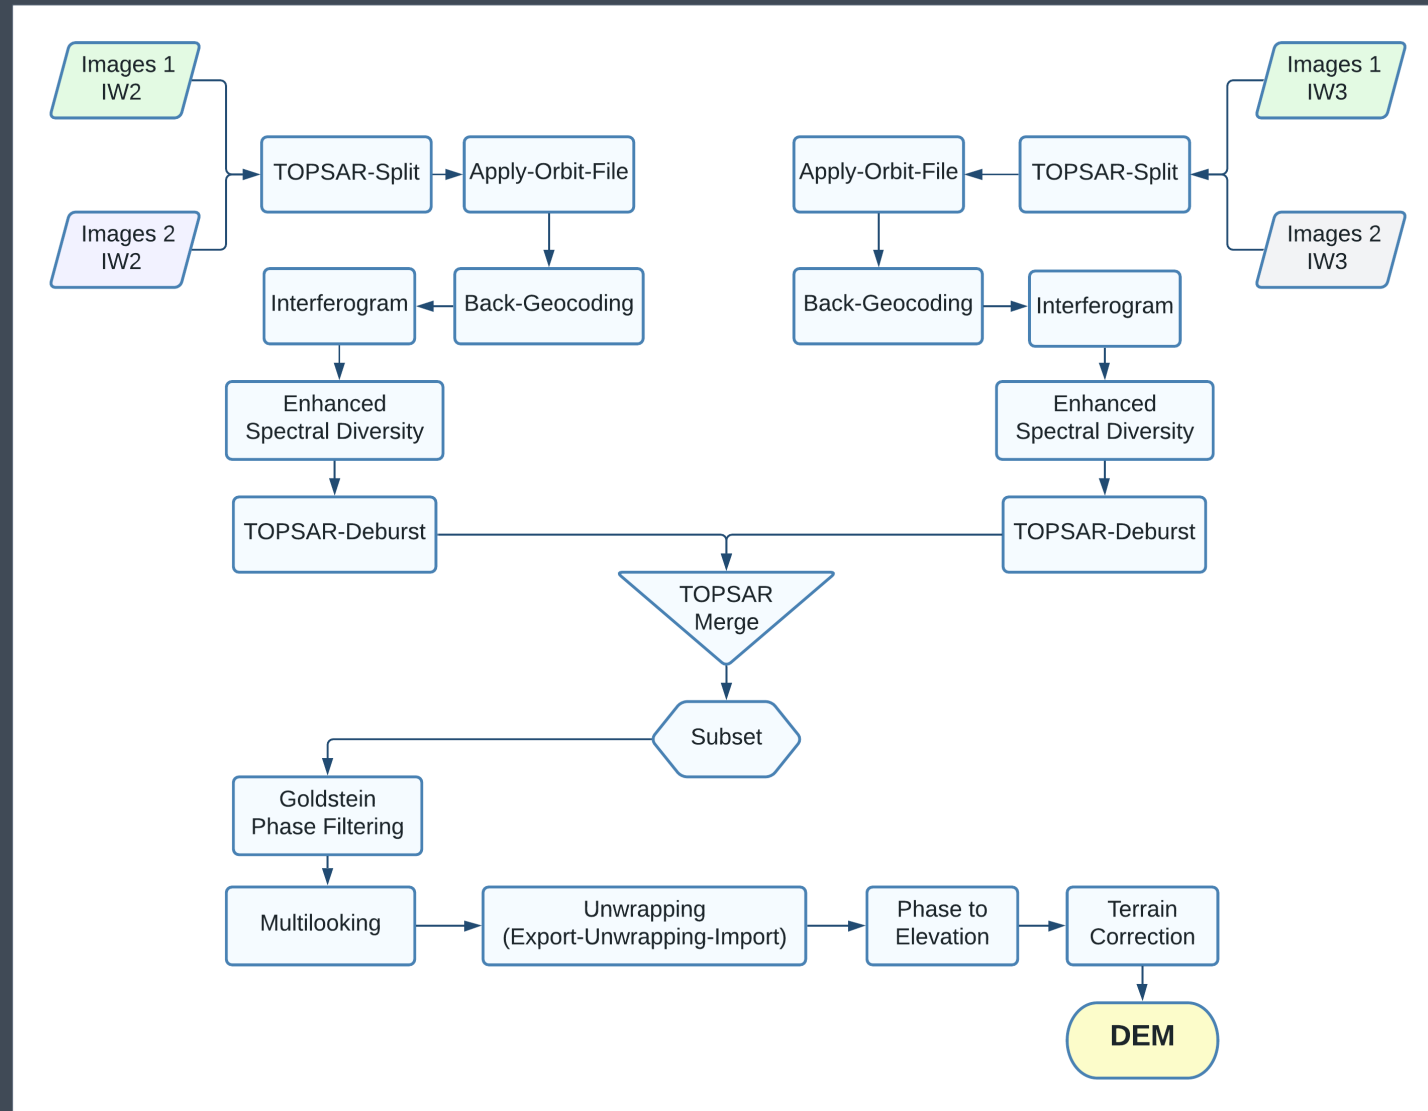 Images 1
IW2
Images 1
IW3
TOPSAR-Split
Apply-Orbit-File
Apply-Orbit-File
TOPSAR-Split
Images 2
IW2
Images 2
IW3
Interferogram
Back-Geocoding
Back-Geocoding
Interferogram
Enhanced
Spectral Diversity
Enhanced
Spectral Diversity
TOPSAR-Deburst
TOPSAR-Deburst
TOPSAR
Merge
Subset
Goldstein
Phase Filtering
Multilooking
Unwrapping
(Export-Unwrapping-Import)
Phase to
Elevation
Terrain
Correction
DEM